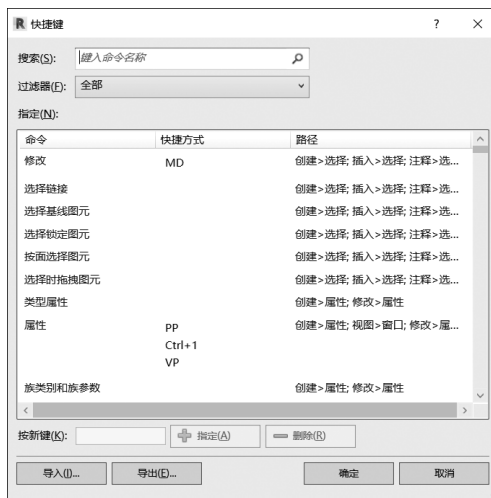 R 快捷键 ?
搜索(S): 鍵入命令名称
过滤器(F): 全部
指定(N):
命令 快捷方式 路径
修改 MD 创建>选择; 插入>选择; 注释>选...
选择链接 创建>选择; 插入>选择; 注释>选...
选择基线图元 创建>选择; 插入>选择; 注释>选...
选择锁定图元 创建>选择; 插入>选择; 注释>选...
按面选择图元 创建>选择; 插入>选择; 注释>选...
选择时拖拽图元 创建>选择; 插入>选择; 注释>选...
类型属性 创建>属性; 修改>属性
属性 PP 创建>属性; 视图>窗口; 修改>属...
Ctrl+1
VP
族类别和族参数 创建>属性; 修改>属性
按新键(K): 指定(A) 删除(R)
导入(I)... 导出(E)... 确定 取消